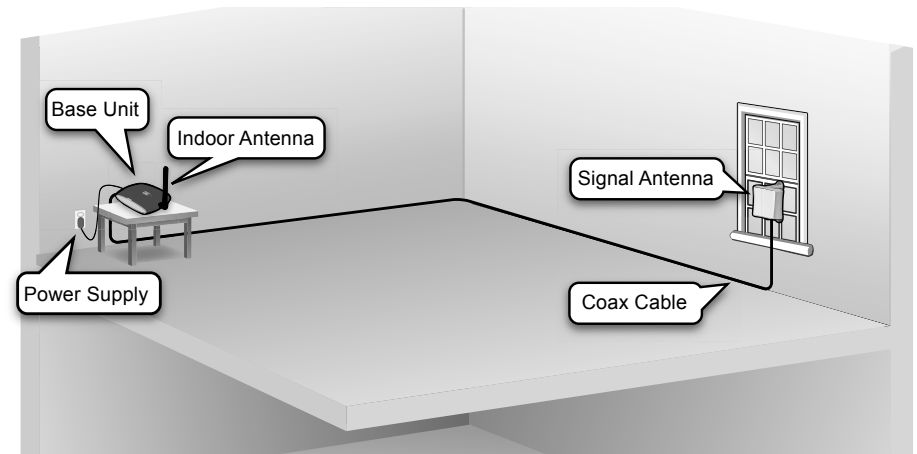 Base Unit
Indoor Antenna
Signal Antenna
Power Supply
Coax Cable